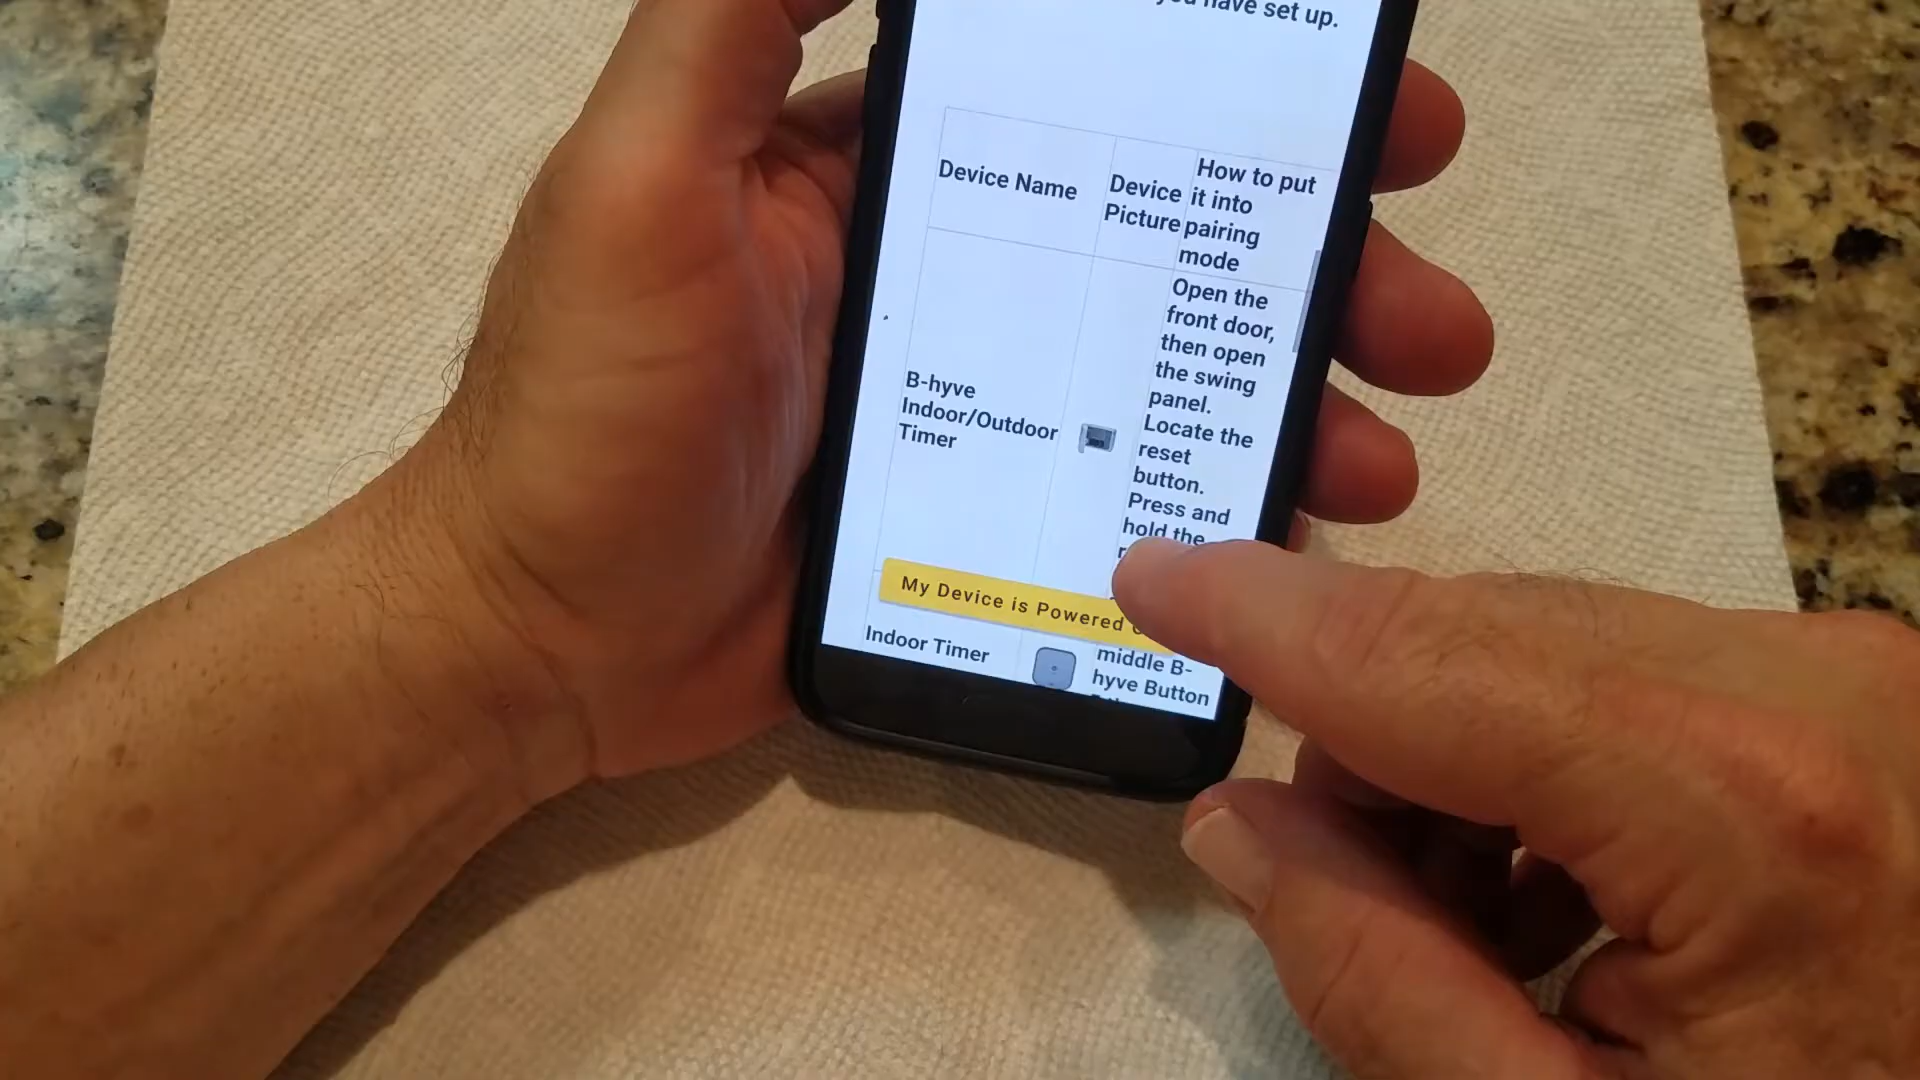 have set up.
Device Name
Device
Picture
How to put
it into
pairing
mode
B-hyve
Indoor/Outdoor
Timer
Open the
front door,
then open
the swing
panel.
Locate the
reset
button.
Press and
hold the
My Device is Powered
Indoor Timer
middle B-
hyve Button